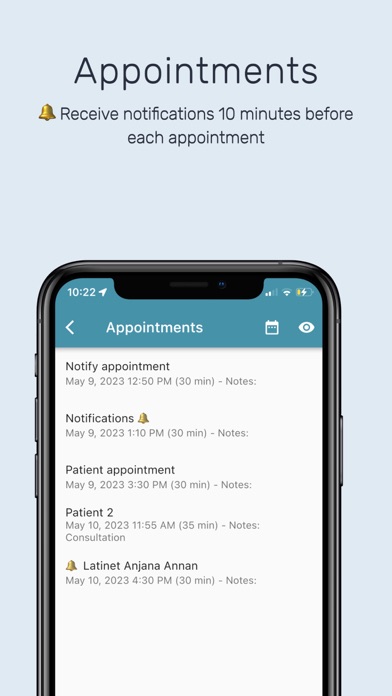 Appointments
🔔 Receive notifications 10 minutes before
each appointment
10:22
Appointments
Notify appointment
May 9, 2023 12:50 PM (30 min) - Notes:
Notifications 🔔
May 9, 2023 1:10 PM (30 min) - Notes:
Patient appointment
May 9, 2023 3:30 PM (30 min) - Notes:
Patient 2
May 10, 2023 11:55 AM (35 min) - Notes:
Consultation
🔔 Latinet Anjana Annan
May 10, 2023 4:30 PM (30 min) - Notes: